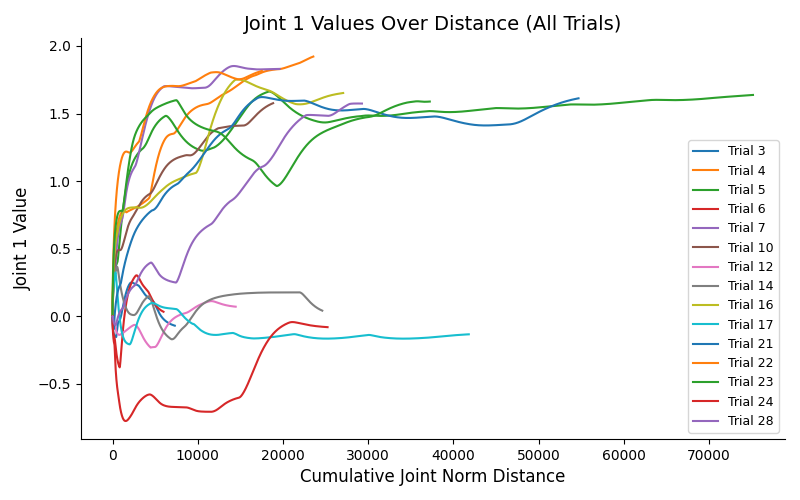 Joint 1 Values Over Distance (All Trials)
Joint 1 Value
2.0
1.5
1.0
0.5
0.0
−0.5
0 10000 20000 30000 40000 50000 60000 70000
Cumulative Joint Norm Distance
Trial 3
Trial 4
Trial 5
Trial 6
Trial 7
Trial 10
Trial 12
Trial 14
Trial 16
Trial 17
Trial 21
Trial 22
Trial 23
Trial 24
Trial 28